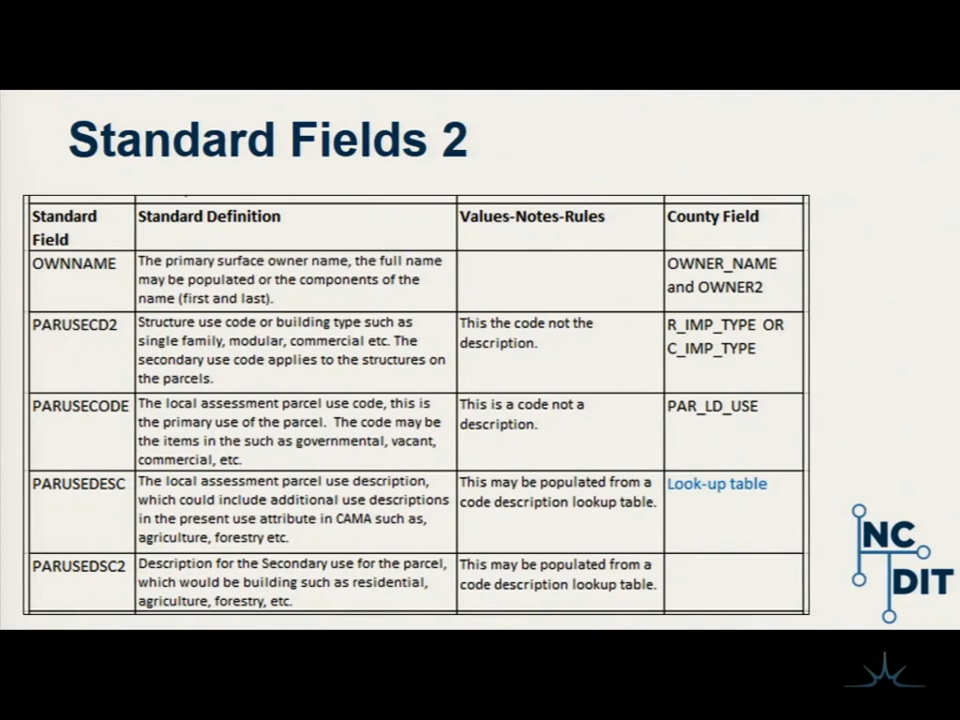 Standard Fields 2
Standard Field
Standard Definition
Values-Notes-Rules
County Field
OWNNAME
The primary surface owner name, the full name
may be populated or the components of the
name (first and last).
OWNER_NAME
and OWNER2
PARUSECD2
Structure use code or building type such as
single family, modular, commercial etc. The
secondary use code applies to the structures on
the parcels.
This the code not the
description.
R_IMP_TYPE OR
C_IMP_TYPE
PARUSECODE
The local assessment parcel use code, this is
the primary use of the parcel. The code may be
the items in the such as governmental, vacant,
commercial, etc.
This is a code not a
description.
PAR_LD_USE
PARUSEDESC
The local assessment parcel use description,
which could include additional use descriptions
in the present use attribute in CAMA such as,
agriculture, forestry etc.
This may be populated from a
code description lookup table.
Look-up table
PARUSEDSC2
Description for the Secondary use for the parcel,
which would be building such as residential,
agriculture, forestry, etc.
This may be populated from a
code description lookup table.
NC
DIT